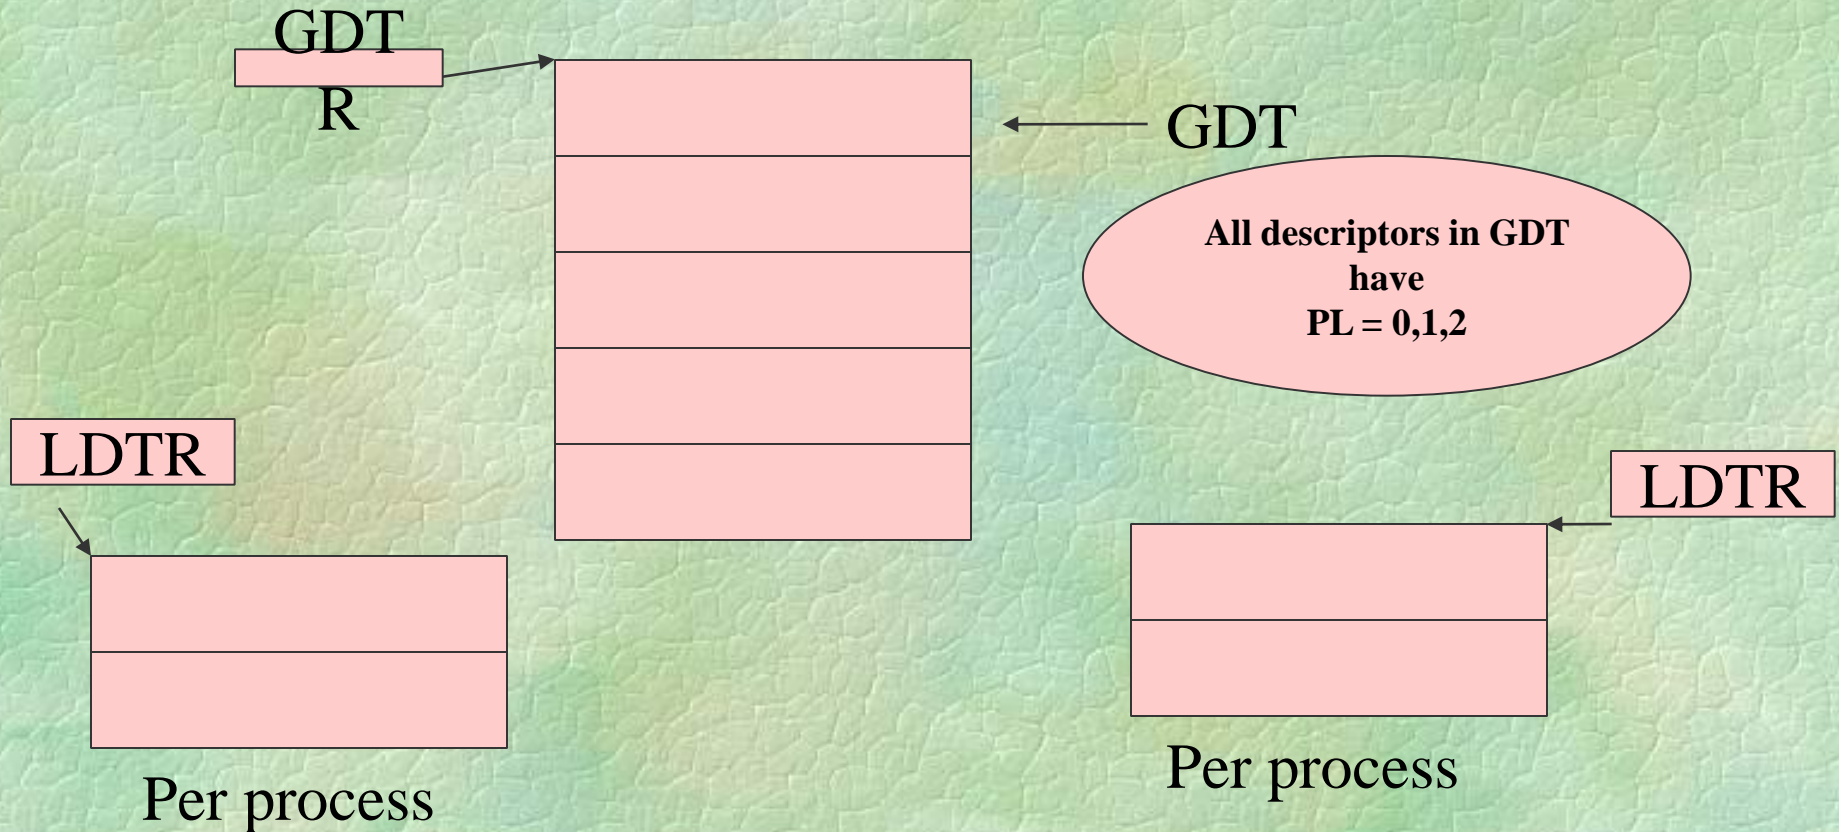 GDT
R
GDT
All descriptors in GDT
have
PL = 0,1,2
LDTR
LDTR
Per process
Per process